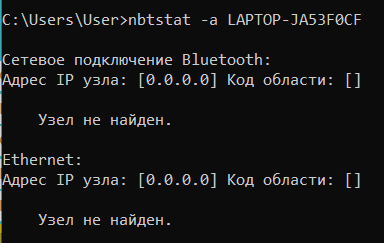 C:\Users\User>nbtstat -a LAPTOP-JA53F0CF
Сетевое подключение Bluetooth:
Адрес IP узла: [0.0.0.0] Код области: []
Узел не найден.
Ethernet:
Адрес IP узла: [0.0.0.0] Код области: []
Узел не найден.